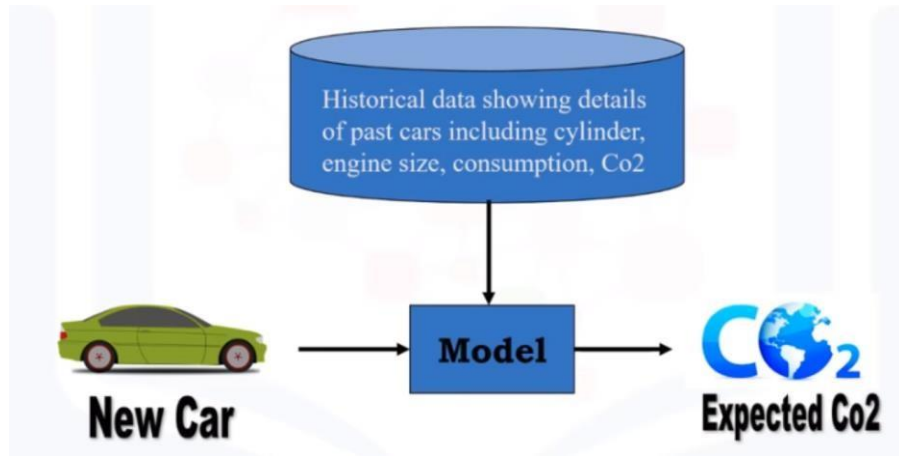 Historical data showing details
of past cars including cylinder,
engine size, consumption, Co2
Model
CO2
New Car
Expected Co2